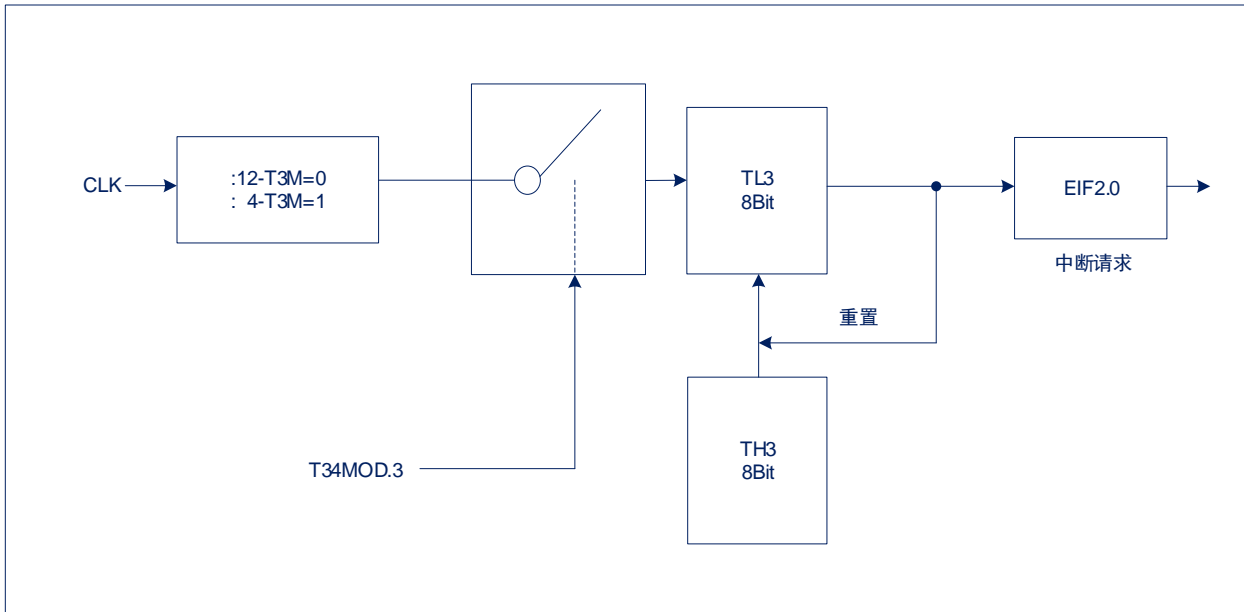 CLK
:12-T3M=0
: 4-T3M=1
TL3
8Bit
EIF2.0
中断请求
重置
TH3
8Bit
T34MOD.3